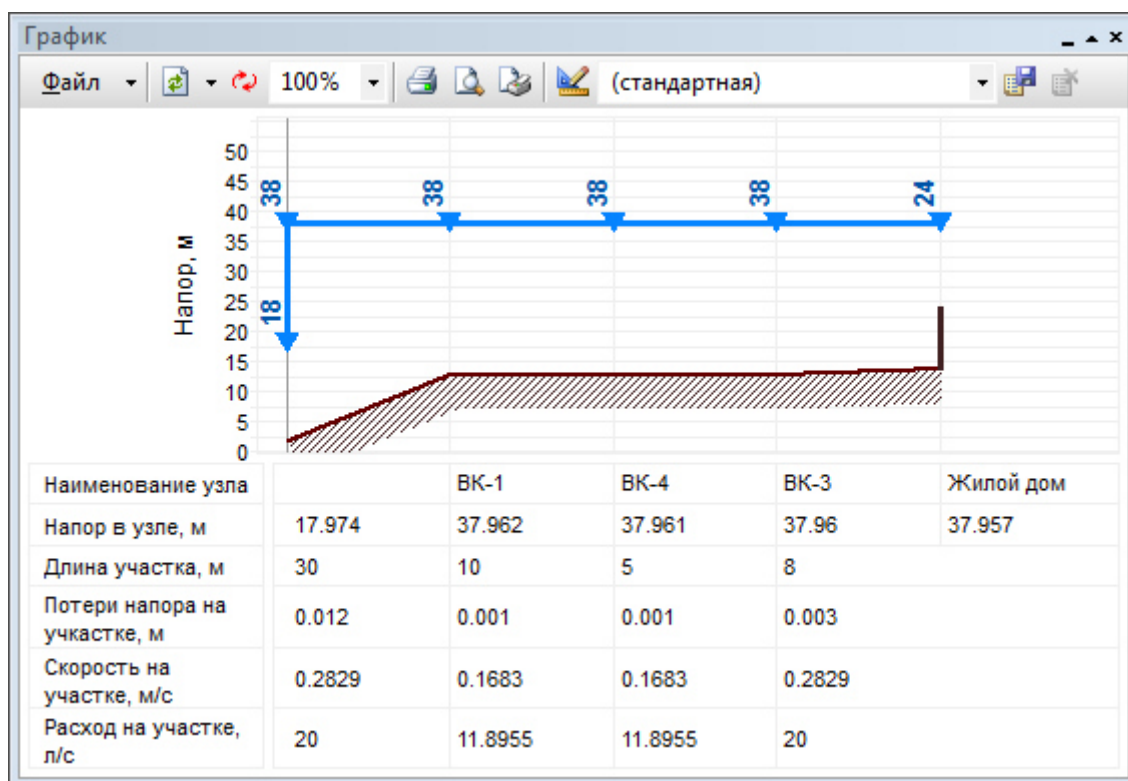 График
Файл 100% (стандартная)
50
45
40
35
30
25
20
15
10
5
0
Напор, м
38 38 38 38 24
18
Наименование узла ВК-1 ВК-4 ВК-3 Жилой дом
Напор в узле, м 17.974 37.962 37.961 37.96 37.957
Длина участка, м 30 10 5 8
Потери напора на
учкастке, м 0.012 0.001 0.001 0.003
Скорость на
участке, м/с 0.2829 0.1683 0.1683 0.2829
Расход на участке,
л/с 20 11.8955 11.8955 20